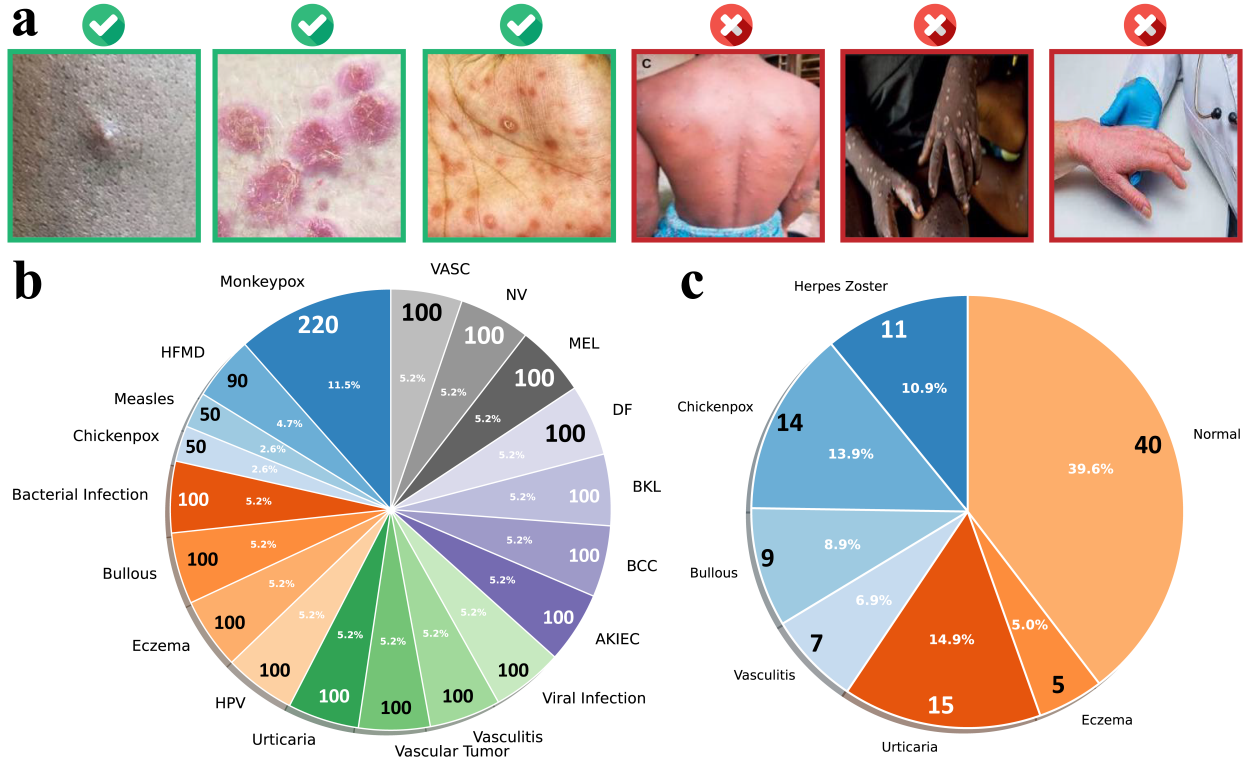 a
C
b
Monkeypox
220
11.5%
VASC
100
5.2%
NV
100
5.2%
MEL
100
5.2%
DF
100
5.2%
BKL
100
5.2%
BCC
100
5.2%
AKIEC
100
5.2%
Viral Infection
100
5.2%
Vasculitis
100
5.2%
Vascular Tumor
100
5.2%
Urticaria
100
5.2%
HPV
100
5.2%
Eczema
100
5.2%
Bullous
100
5.2%
Bacterial Infection
100
5.2%
Chickenpox
50
2.6%
Measles
50
2.6%
HFMD
90
4.7%
c
Herpes Zoster
11
10.9%
Normal
40
39.6%
Eczema
5
5.0%
Urticaria
15
14.9%
Vasculitis
7
6.9%
Bullous
9
8.9%
Chickenpox
14
13.9%